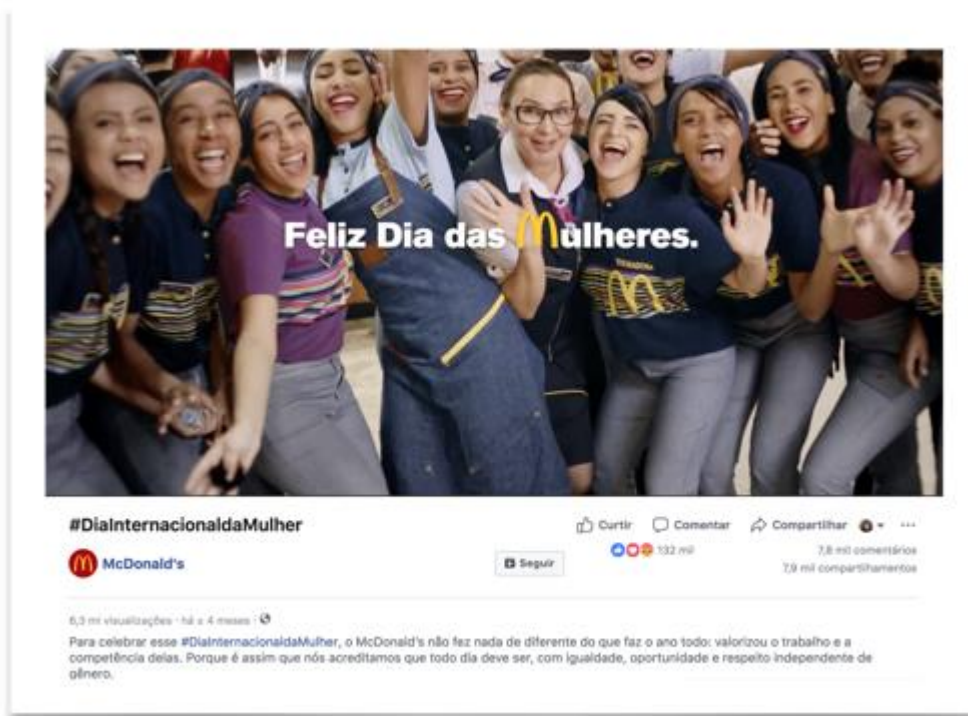 Feliz Dia das Mulheres.
#DiaInternacionaldaMulher
Curtir Comentar Compartilhar
McDonald's
Seguir
132 mil
7,8 mil comentários
7,9 mil compartilhamentos
6,3 mi visualizações · há 4 meses
Para celebrar esse #DiaInternacionaldaMulher, o McDonald's não fez nada de diferente do que faz o ano todo: valorizou o trabalho e a
competência delas. Porque é assim que nós acreditamos que todo dia deve ser, com igualdade, oportunidade e respeito independente de
gênero.